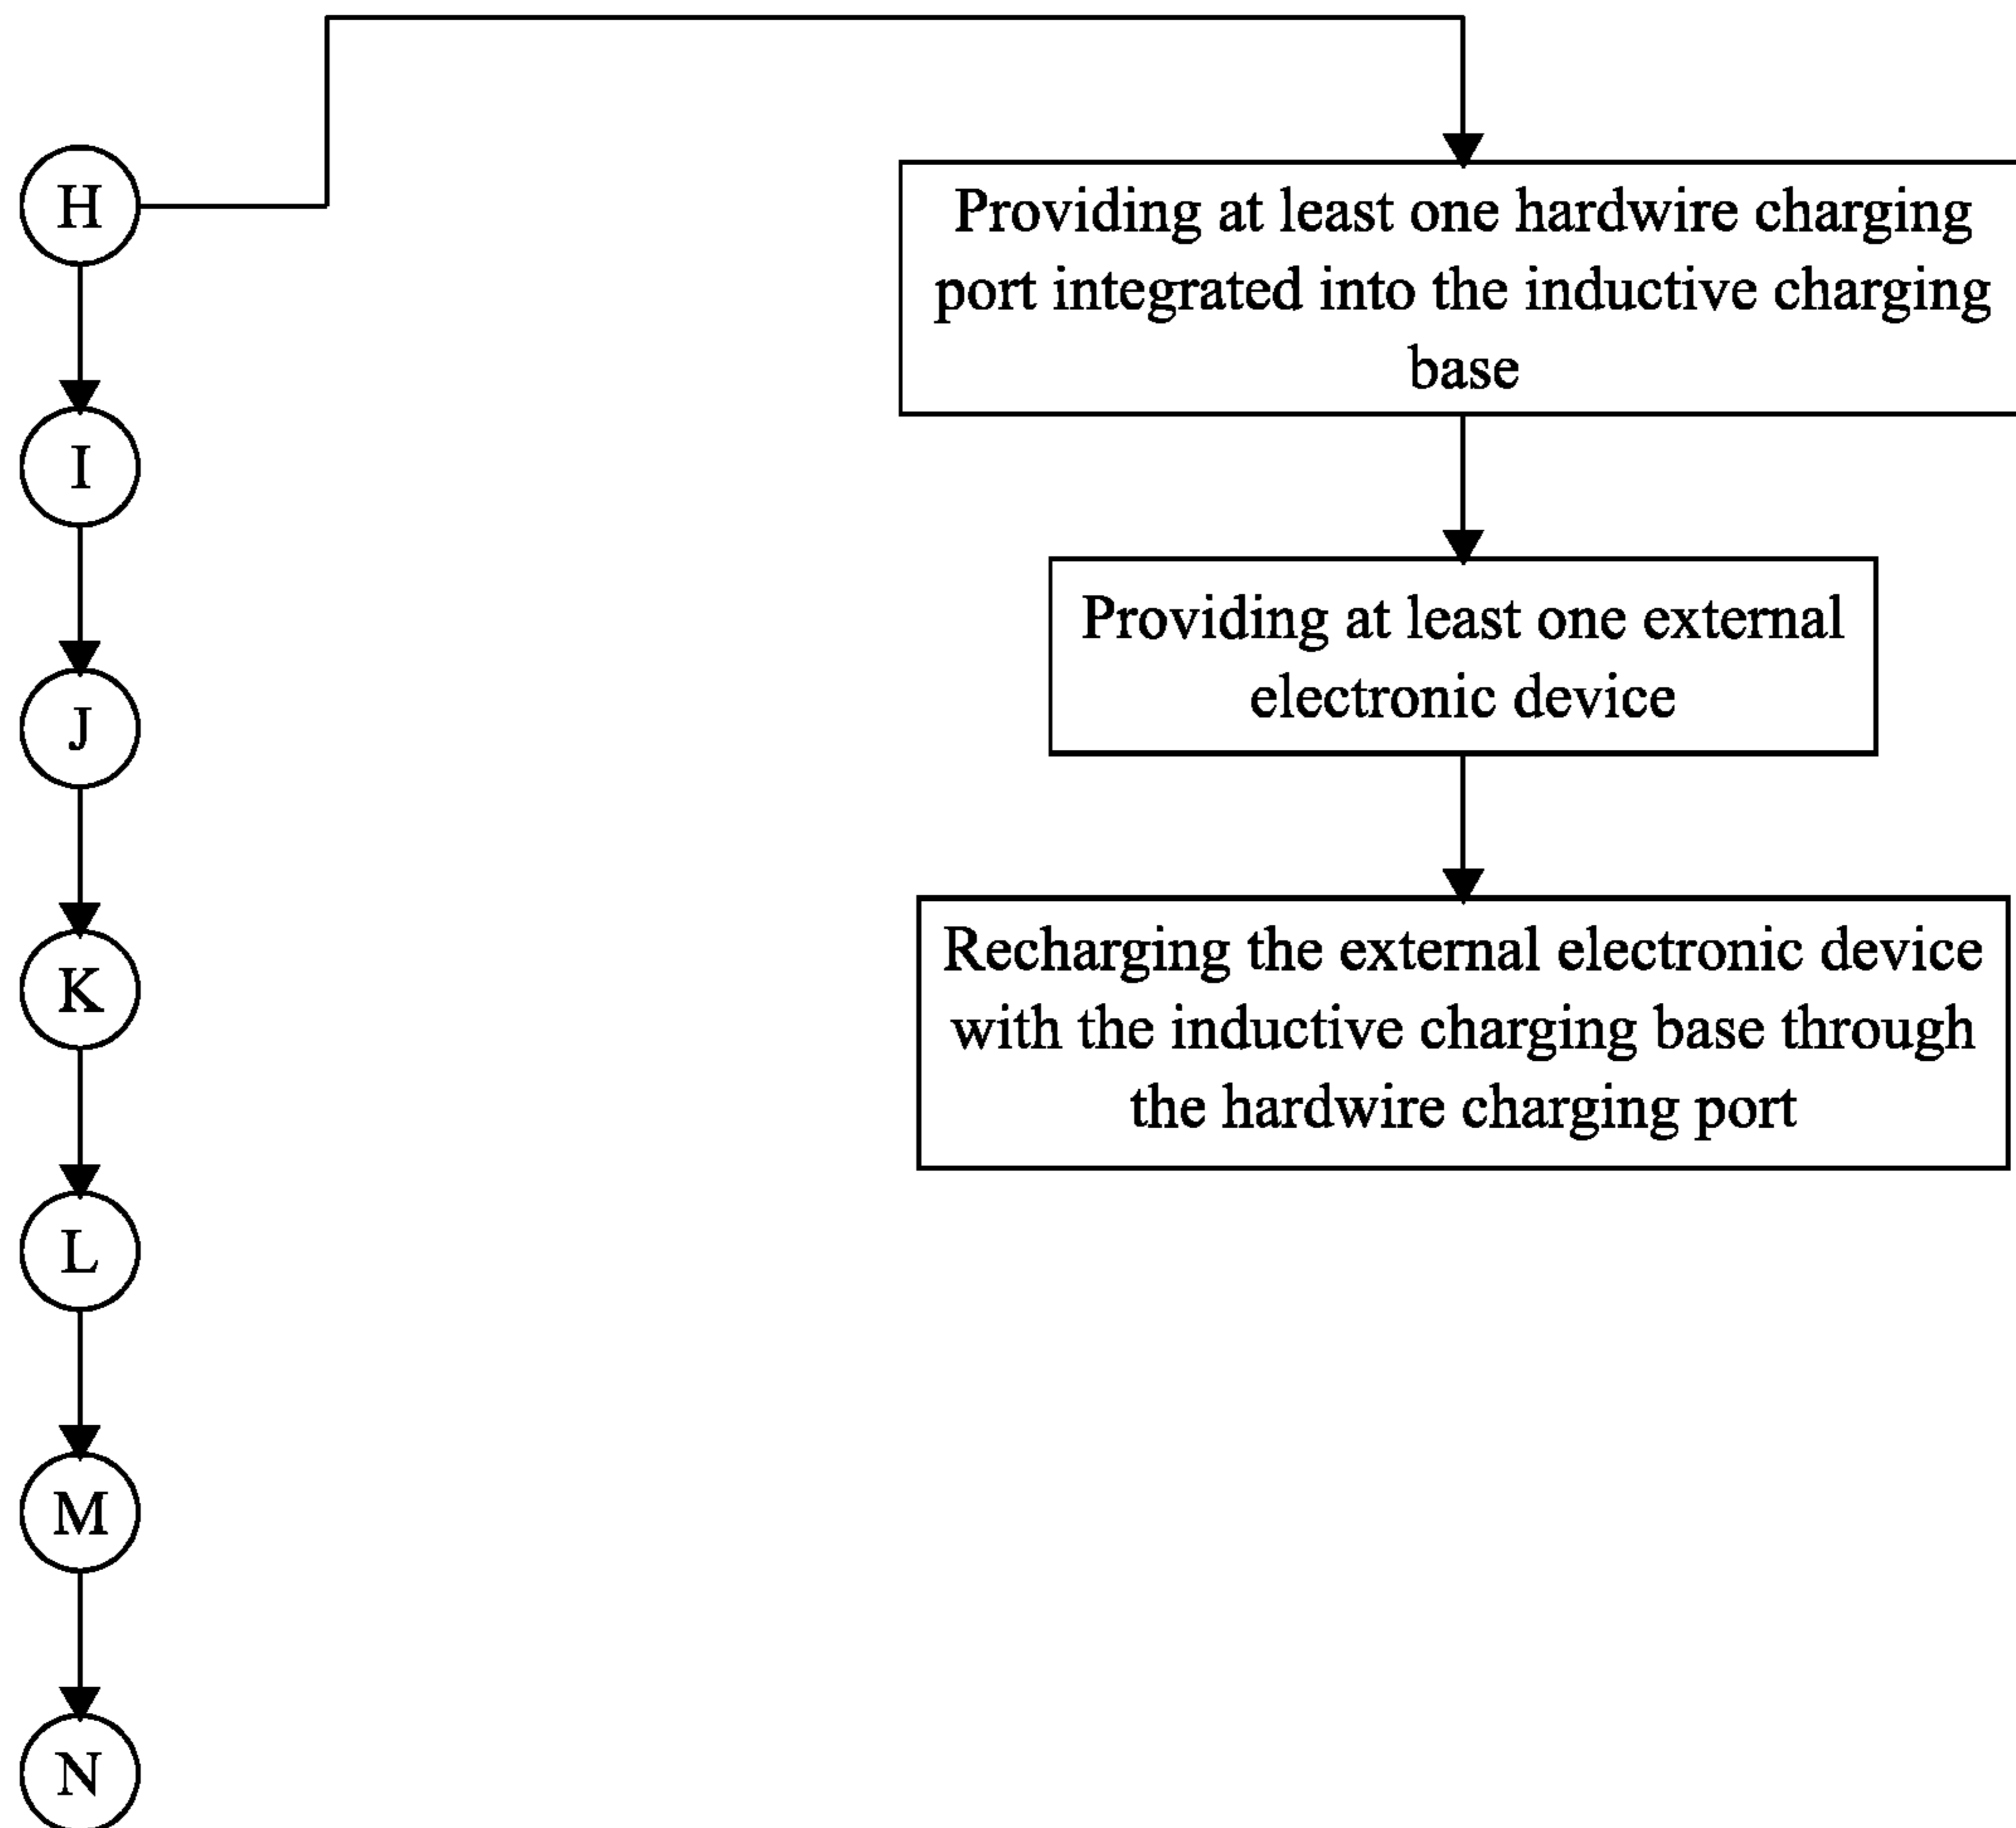 H
Providing at least one hardwire charging
port integrated into the inductive charging
base
I
Providing at least one external
electronic device
J
Recharging the external electronic device
with the inductive charging base through
the hardwire charging port
K
L
M
N